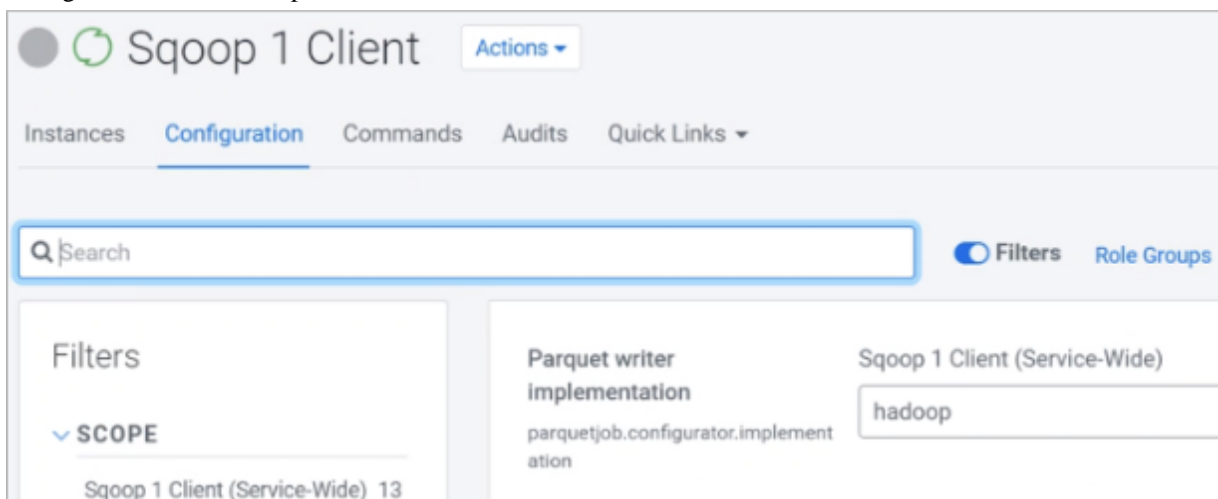 Sqoop 1 Client Actions
Instances Configuration Commands Audits Quick Links
Search
Filters Role Groups
Filters
SCOPE
Sqoop 1 Client (Service-Wide) 13
Parquet writer
implementation
parquetjob.configurator.implement
ation
Sqoop 1 Client (Service-Wide)
hadoop